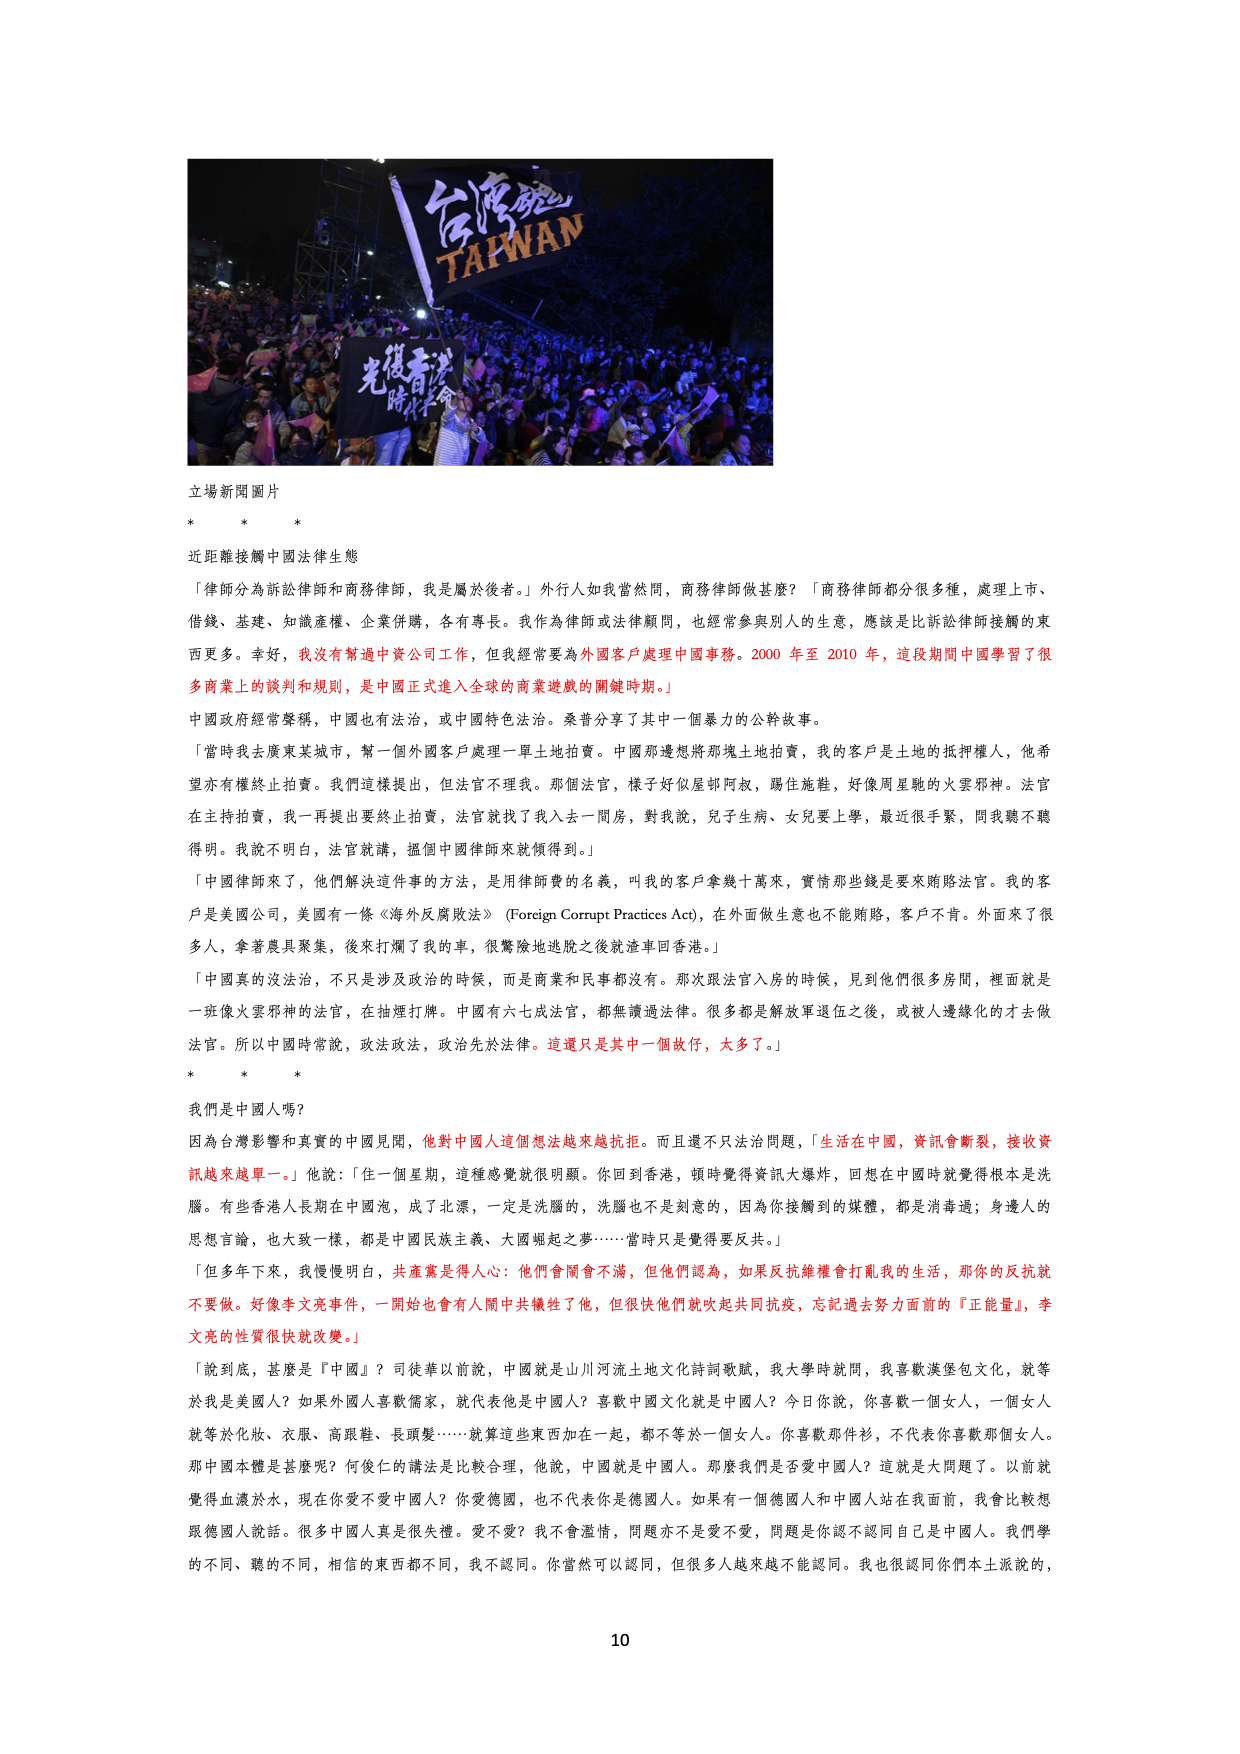 台灣魂
TAIWAN
光復香港
時代革命
立場新聞圖片
* * *
近距離接觸中國法律生態
「律師分為訴訟律師和商務律師，我是屬於後者。」外行人如我當然問，商務律師做甚麼？「商務律師都分很多種，處理上市、
借錢、基建、知識產權、企業併購，各有專長。我作為律師或法律顧問，也經常參與別人的生意，應該是比訴訟律師接觸的東
西更多。幸好，我沒有幫過中資公司工作，但我經常要為外國客戶處理中國事務。2000 年至 2010 年，這段期間中國學習了很
多商業上的談判和規則，是中國正式進入全球的商業遊戲的關鍵時期。」
中國政府經常聲稱，中國也有法治，或中國特色法治。桑普分享了其中一個暴力的公幹故事。
「當時我去廣東某城市，幫一個外國客戶處理一單土地拍賣。中國那邊想將那塊土地拍賣，我的客戶是土地的抵押權人，他希
望亦有權終止拍賣。我們這樣提出，但法官不理我。那個法官，樣子好似屋邨阿叔，踢住拖鞋，好像周星馳的火雲邪神。法官
在主持拍賣，我一再提出要終止拍賣，法官就找了我入去一間房，對我說，兒子生病、女兒要上學，最近很手緊，問我聽不聽
得明。我說不明白，法官就講，搵個中國律師來就傾得到。」
「中國律師來了，他們解決這件事的方法，是用律師費的名義，叫我的客戶拿幾十萬來，實情那些錢是要來賄賂法官。我的客
戶是美國公司，美國有一條《海外反腐敗法》（Foreign Corrupt Practices Act)，在外面做生意也不能賄賂，客戶不肯。外面來了很
多人，拿著農具聚集，後來打爛了我的車，很驚險地逃脫之後就渣車回香港。」
「中國真的沒法治，不只是涉及政治的時候，而是商業和民事都沒有。那次跟法官入房的時候，見到他們很多房間，裡面就是
一班像火雲邪神的法官，在抽煙打牌。中國有六七成法官，都無讀過法律。很多都是解放軍退伍之後，或被人邊緣化的才去做
法官。所以中國時常說，政法政法，政治先於法律。這還只是其中一個故仔，太多了。」
* * *
我們是中國人嗎？
因為台灣影響和真實的中國見聞，他對中國人這個想法越來越抗拒。而且還不只法治問題，「生活在中國，資訊會斷裂，接收資
訊越來越單一。」他說：「住一個星期，這種感覺就很明顯。你回到香港，頓時覺得資訊大爆炸，回想在中國時就覺得根本是洗
腦。有些香港人長期在中國泡，成了北漂，一定是洗腦的，洗腦也不是刻意的，因為你接觸到的媒體，都是消毒過；身邊人的
思想言論，也大致一樣，都是中國民族主義、大國崛起之夢⋯⋯當時只是覺得要反共。」
「但多年下來，我慢慢明白，共產黨是得人心：他們會鬧會不滿，但他們認為，如果反抗維權會打亂我的生活，那你的反抗就
不要做。好像李文亮事件，一開始也會有人鬧中共犧牲了他，但很快他們就吹起共同抗疫，忘記過去努力面前的『正能量』，李
文亮的性質很快就改變。」
「說到底，甚麼是『中國』？司徒華以前說，中國就是山川河流土地文化詩詞歌賦，我大學時就問，我喜歡漢堡包文化，就等
於我是美國人？如果外國人喜歡儒家，就代表他是中國人？喜歡中國文化就是中國人？今日你說，你喜歡一個女人，一個女人
就等於化妝、衣服、高跟鞋、長頭髮⋯⋯就算這些東西加在一起，都不等於一個女人。你喜歡那件衫，不代表你喜歡那個女人。
那中國本體是甚麼呢？何俊仁的講法是比較合理，他說，中國就是中國人。那麼我們是否愛中國人？這就是大問題了。以前就
覺得血濃於水，現在你愛不愛中國人？你愛德國，也不代表你是德國人。如果有一個德國人和中國人站在我面前，我會比較想
跟德國人說話。很多中國人真是很失禮。愛不愛？我不會濫情，問題亦不是愛不愛，問題是你認不認同自己是中國人。我們學
的不同、聽的不同，相信的東西都不同，我不認同。你當然可以認同，但很多人越來越不能認同。我也很認同你們本土派說的，
10